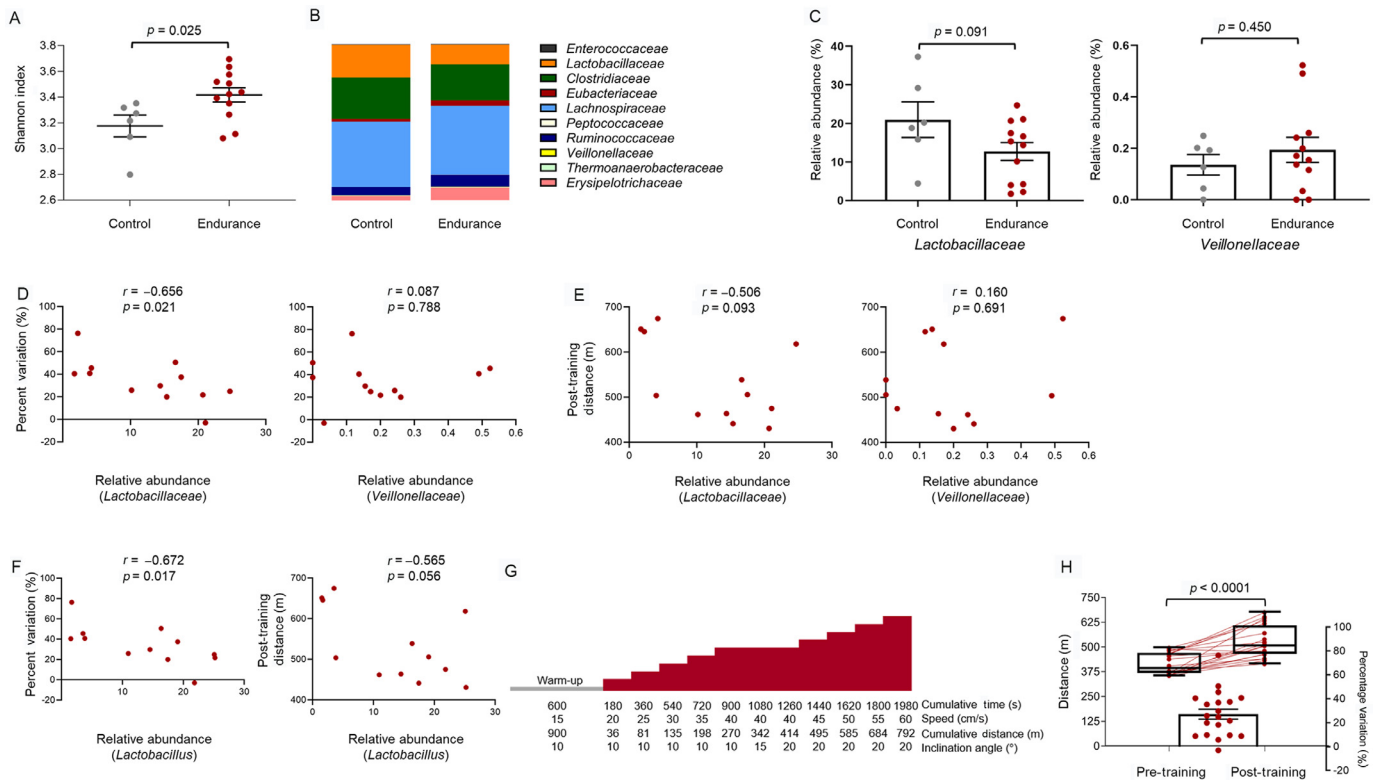 A
p = 0.025
Shannon index
3.8
3.6
3.4
3.2
3.0
2.8
2.6
Control
Endurance
B
Control
Endurance
Enterococcaceae
Lactobacillaceae
Clostridiaceae
Eubacteriaceae
Lachnospiraceae
Peptococcaceae
Ruminococcaceae
Veillonellaceae
Thermoanaerobacteraceae
Erysipelotrichaceae
C
p = 0.091
Relative abundance (%)
40
30
20
10
0
Control
Endurance
Lactobacillaceae
p = 0.450
Relative abundance (%)
0.6
0.4
0.2
0.0
Control
Endurance
Veillonellaceae
D
r = −0.656
p = 0.021
Percent variation (%)
100
80
60
40
20
0
-20
10
20
30
Relative abundance
(Lactobacillaceae)
r = 0.087
p = 0.788
100
80
60
40
20
0
-20
0.1
0.2
0.3
0.4
0.5
0.6
Relative abundance
(Veillonellaceae)
E
r = −0.506
p = 0.093
Post-training
distance (m)
700
600
500
400
0
10
20
30
Relative abundance
(Lactobacillaceae)
r = 0.160
p = 0.691
700
600
500
400
0.0
0.1
0.2
0.3
0.4
0.5
0.6
Relative abundance
(Veillonellaceae)
F
r = −0.672
p = 0.017
Percent variation (%)
100
80
60
40
20
0
-20
10
20
30
Relative abundance
(Lactobacillus)
r = −0.565
p = 0.056
Post-training
distance (m)
700
600
500
400
0
10
20
30
Relative abundance
(Lactobacillus)
G
Warm-up
600 180 360 540 720 900 1080 1260 1440 1620 1800 1980 Cumulative time (s)
15 20 25 30 35 40 40 40 45 50 55 60 Speed (cm/s)
900 36 81 135 198 270 342 414 495 585 684 792 Cumulative distance (m)
10 10 10 10 10 10 15 20 20 20 20 20 Inclination angle (°)
H
p < 0.0001
Distance (m)
750
625
500
375
250
125
0
100
80
60
40
20
0
-20
Percentage variation (%)
Pre-training
Post-training